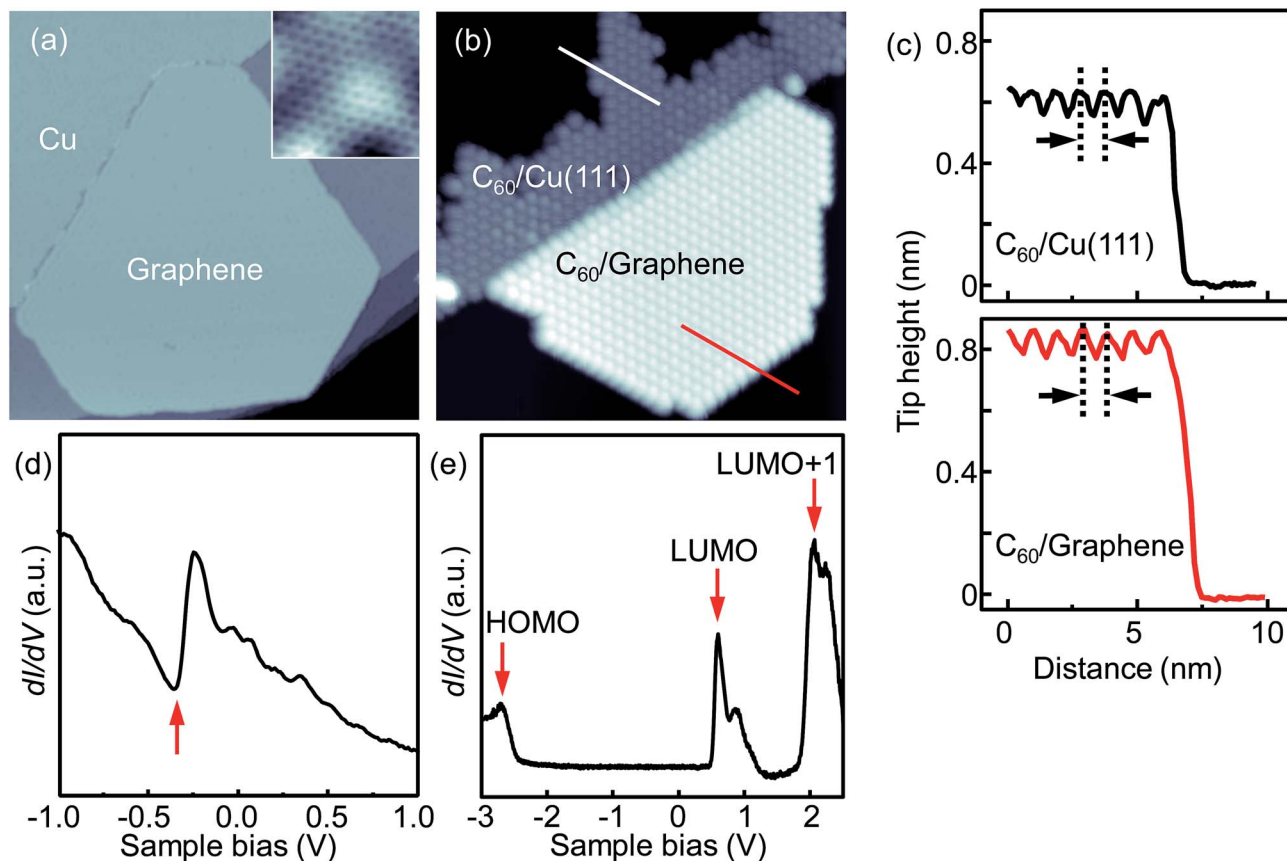 (a)
Cu
Graphene
(b)
C₆₀/Cu(111)
C₆₀/Graphene
(c)
0.8
0.4
0
C₆₀/Cu(111)
Tip height (nm)
0.8
0.4
0
C₆₀/Graphene
0 5 10
Distance (nm)
(d)
dI/dV (a.u.)
-1.0 -0.5 0.0 0.5 1.0
Sample bias (V)
(e)
LUMO+1
LUMO
HOMO
dI/dV (a.u.)
-3 -2 -1 0 1 2
Sample bias (V)